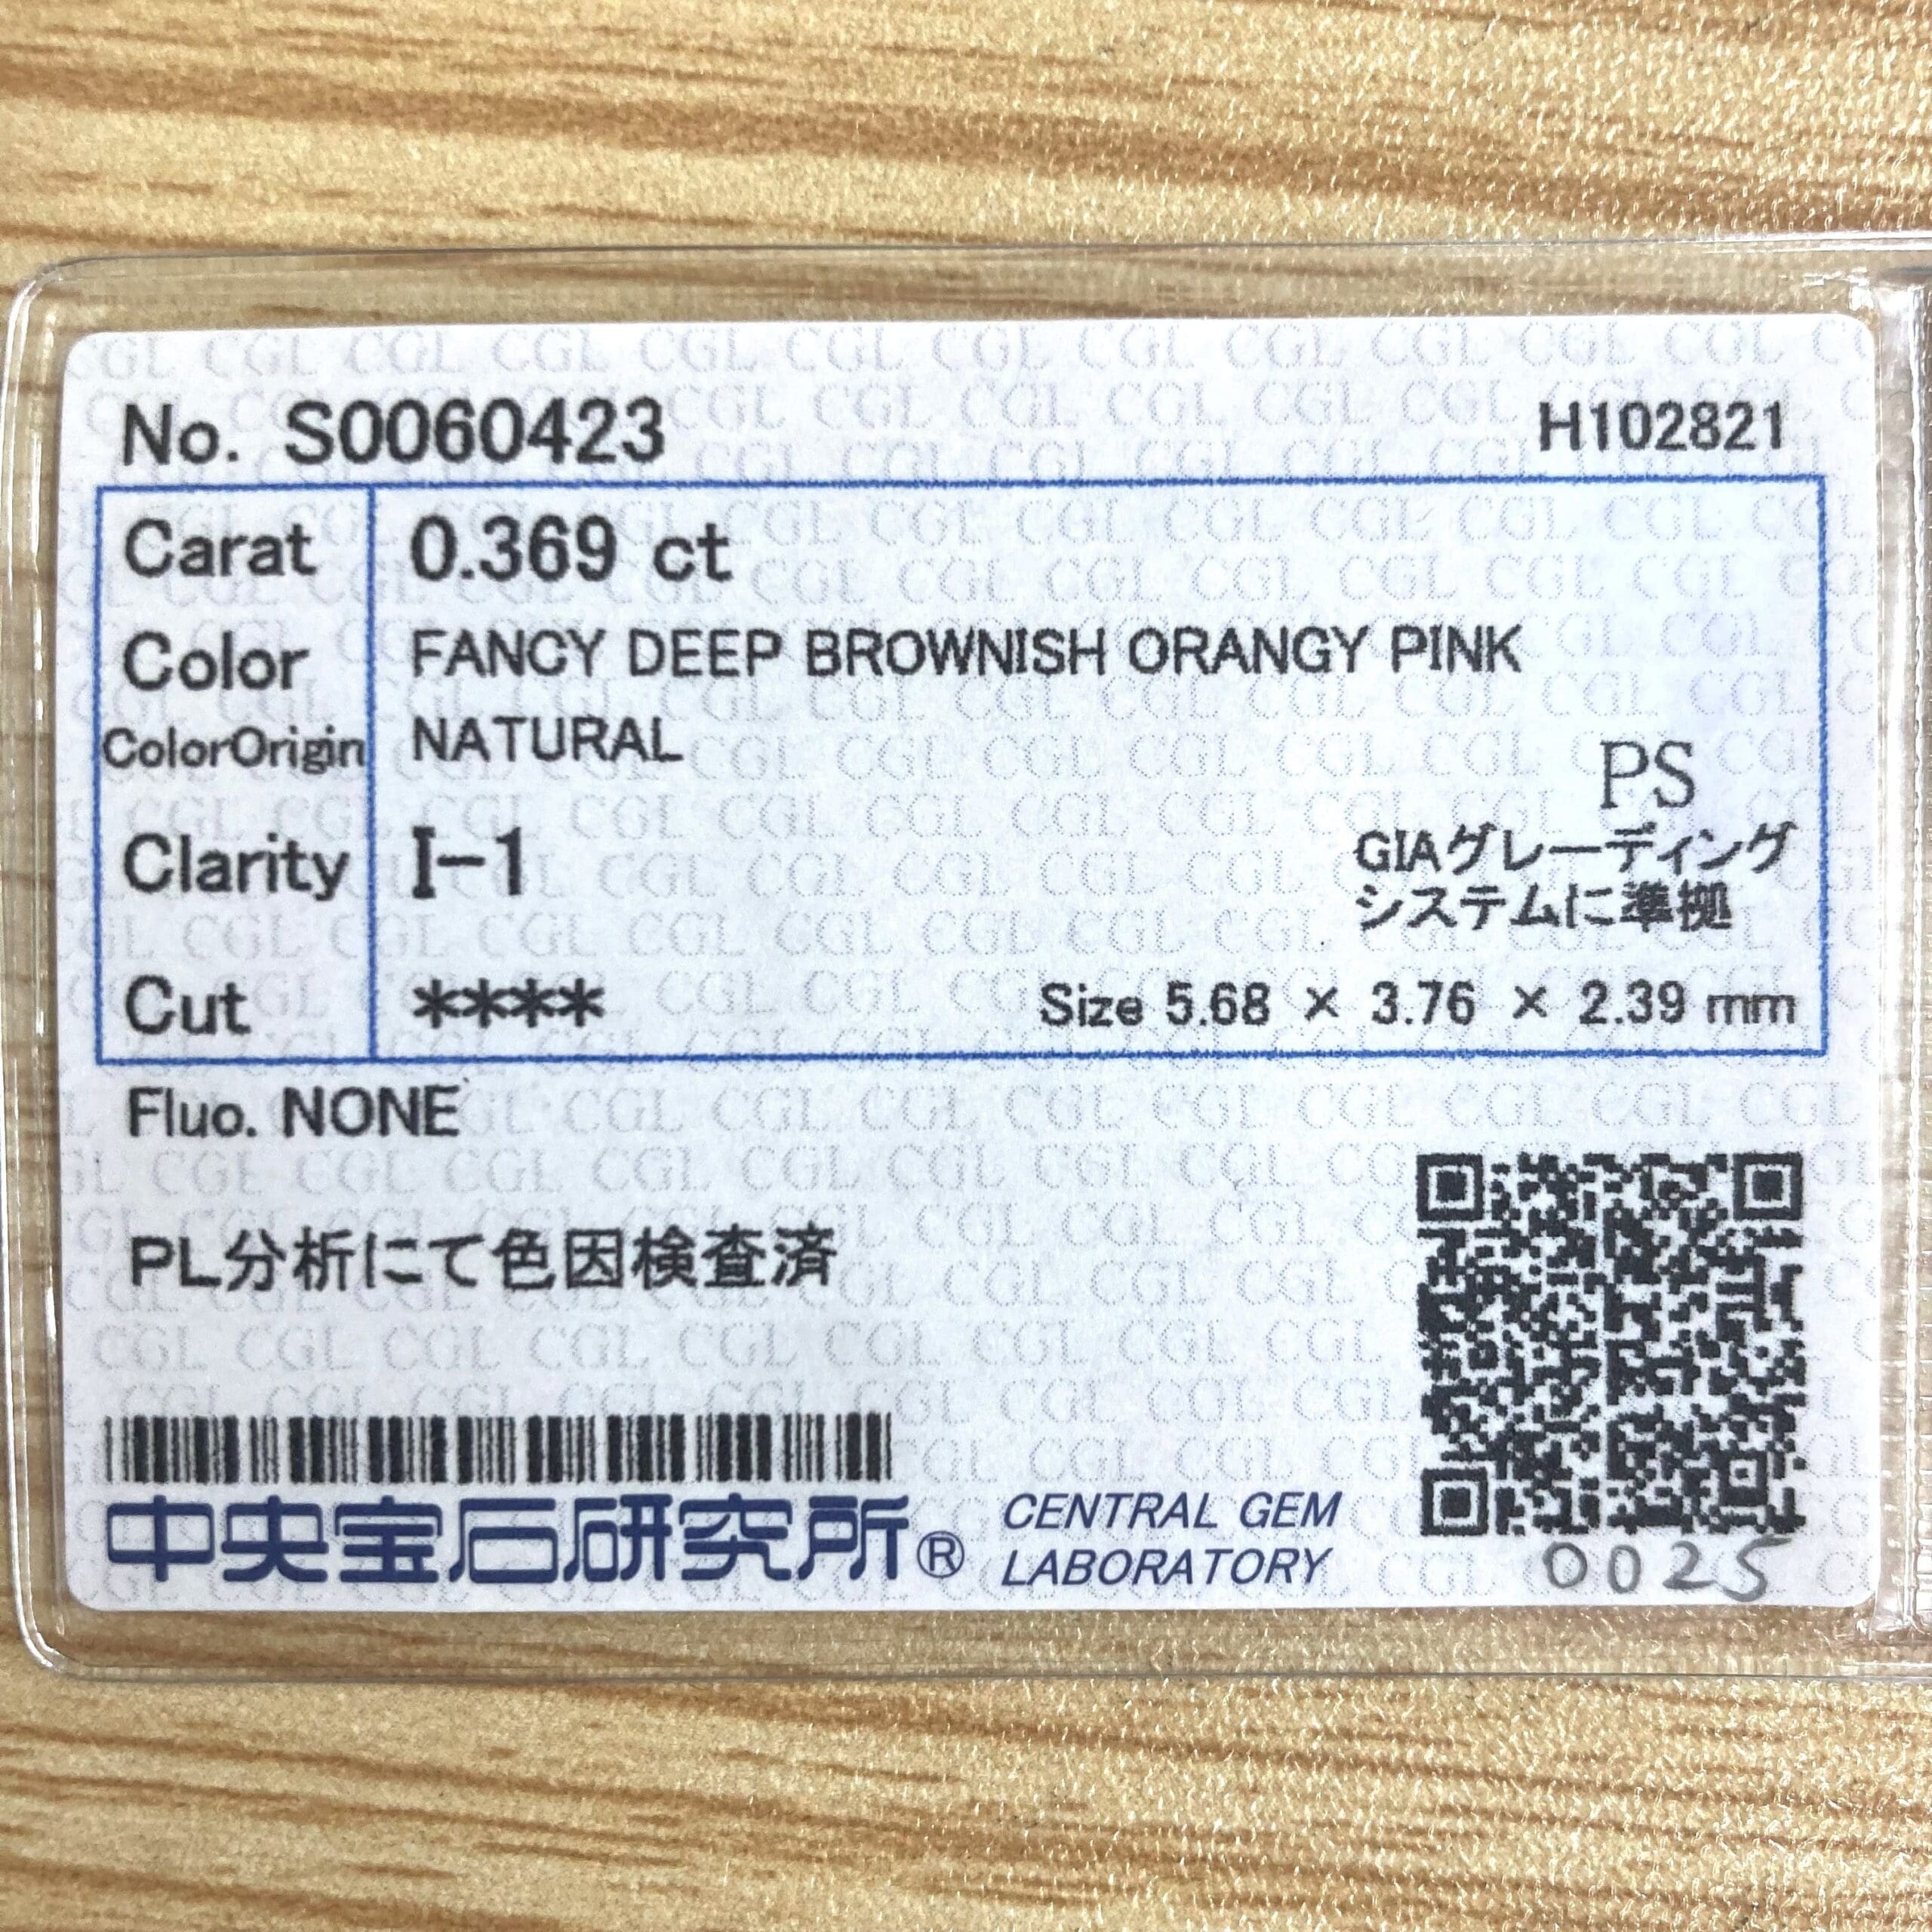 No. S0060423
H102821
Carat 0.369 ct
Color FANCY DEEP BROWNISH ORANGY PINK
ColorOrigin NATURAL
PS
Clarity I-1
GIAグレーディング
システムに準拠
Cut ****
Size 5.68 × 3.76 × 2.39 mm
Fluo. NONE
PL分析にて色因検査済
中央宝石研究所®
CENTRAL GEM
LABORATORY
0025